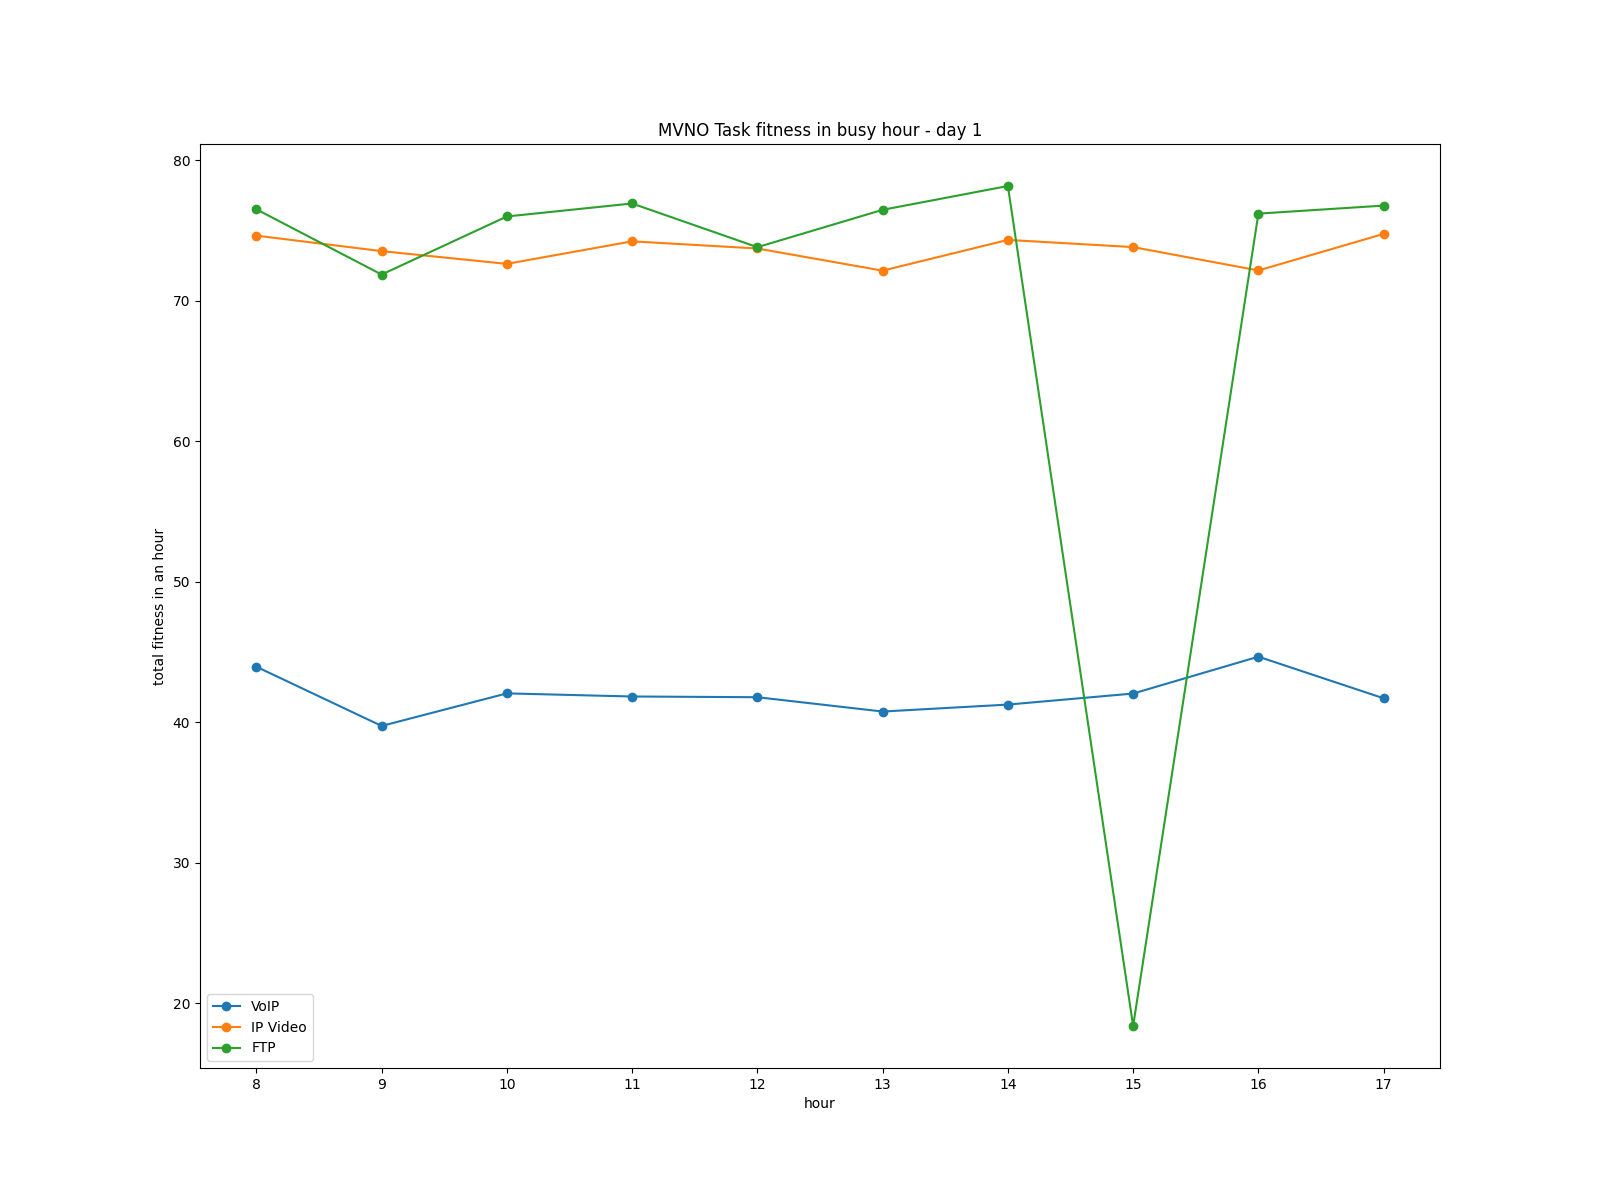 MVNO Task fitness in busy hour - day 1
total fitness in an hour
80
70
60
50
40
30
20
VoIP
IP Video
FTP
8 9 10 11 12 13 14 15 16 17
hour